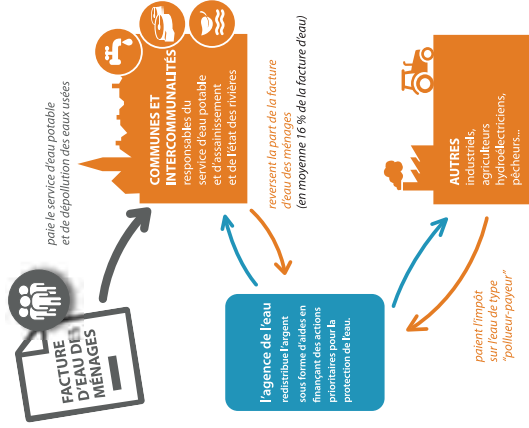 FACTURE
D'EAU DES
MÉNAGES
paie le service d'eau potable
et de dépollution des eaux usées
COMMUNES ET
INTERCOMMUNALITÉS
responsables du
service d'eau potable
et d'assainissement
et de l'état des rivières
reversent la part de la facture
d'eau des ménages
(en moyenne 16 % de la facture d'eau)
l'agence de l'eau
redistribue l'argent
sous forme d'aides en
finançant des actions
prioritaires pour la
protection de l'eau.
AUTRES
industriels,
agriculteurs
hydroélectriciens,
pêcheurs...
paient l'impôt
sur l'eau de type
"pollueur-payeur"